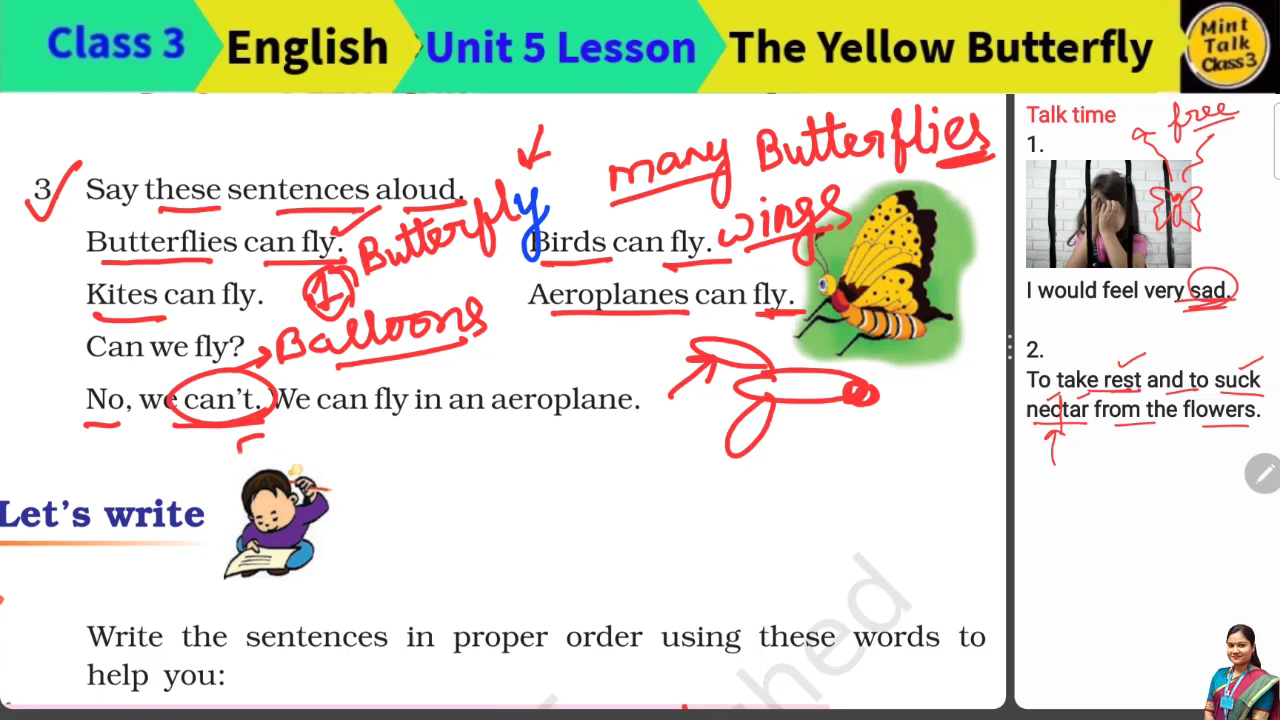 Class 3 English Unit 5 Lesson The Yellow Butterfly
Mint
Talk
Class 3
3 Say these sentences aloud.
many Butterflies
Butterflies can fly. Birds can fly.
① Butterfly
wings
Kites can fly. Aeroplanes can fly.
Can we fly?
Balloons
No, we can't. We can fly in an aeroplane.
Let's write
Write the sentences in proper order using these words to
help you:
hed
Talk time
free
1.
I would feel very sad.
2.
To take rest and to suck
nectar from the flowers.